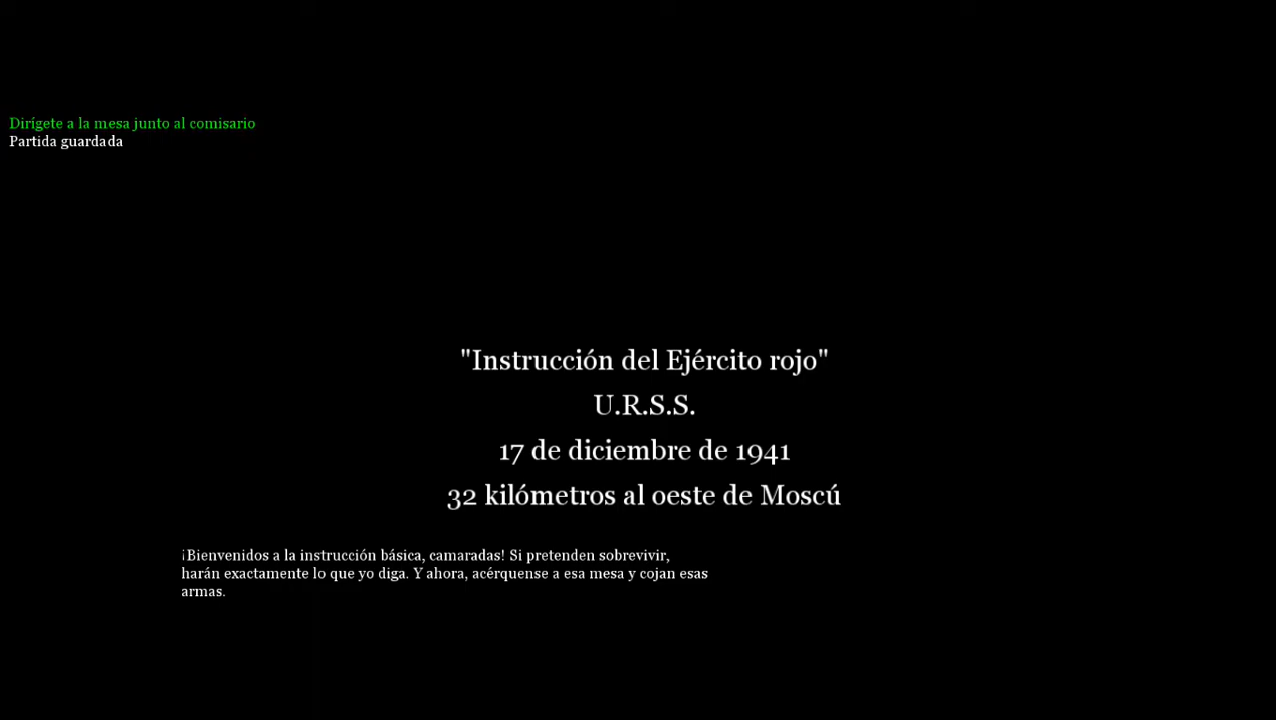 Dirígete a la mesa junto al comisario
Partida guardada
"Instrucción del Ejército rojo"
U.R.S.S.
17 de diciembre de 1941
32 kilómetros al oeste de Moscú
¡Bienvenidos a la instrucción básica, camaradas! Si pretenden sobrevivir,
harán exactamente lo que yo diga. Y ahora, acérquense a esa mesa y cojan esas
armas.